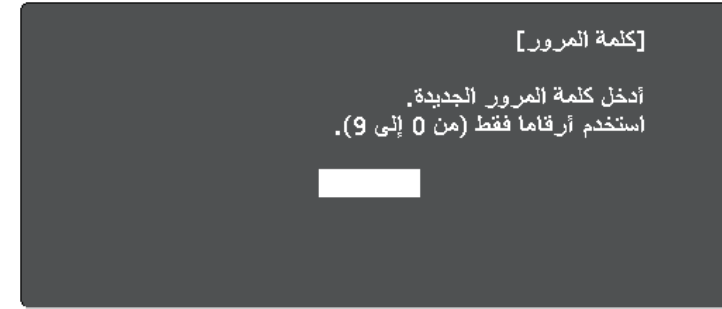 [كلمة المرور]
أدخل كلمة المرور الجديدة.
استخدم أرقاما فقط (من 0 إلى 9).